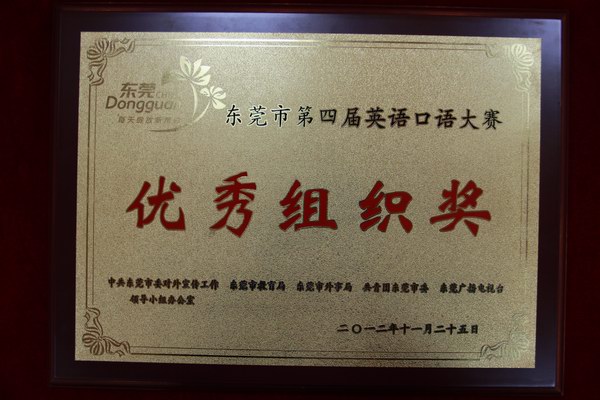 东莞
Dongguan
东莞市第四届英语口语大赛
优秀组织奖
中共东莞市委对外宣传工作 东莞市教育局 东莞市外事局 共青团东莞市委 东莞广播电视台
领导小组办公室
二〇一二年十一月二十五日